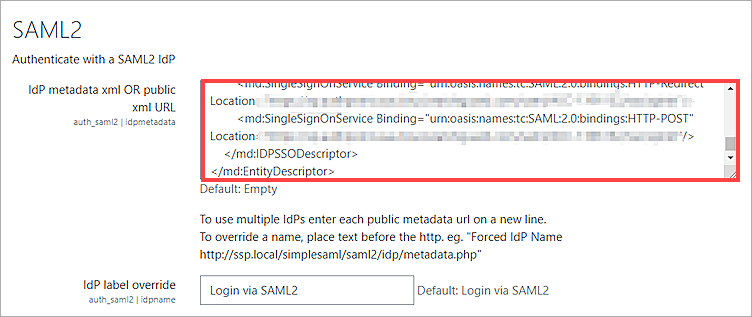 SAML2
Authenticate with a SAML2 IdP
IdP metadata xml OR public
xml URL
auth_saml2 | idpmetadata
<md:SingleSignOnService Binding="urn:oasis:names:tc:SAML:2.0:bindings:HTTP-Redirect
Location=
<md:SingleSignOnService Binding="urn:oasis:names:tc:SAML:2.0:bindings:HTTP-POST"
Location= "/>
</md:IDPSSODescriptor>
</md:EntityDescriptor>
Default: Empty
To use multiple IdPs enter each public metadata url on a new line.
To override a name, place text before the http. eg. "Forced IdP Name
http://ssp.local/simplesaml/saml2/idp/metadata.php"
IdP label override
auth_saml2 | idpname
Login via SAML2
Default: Login via SAML2